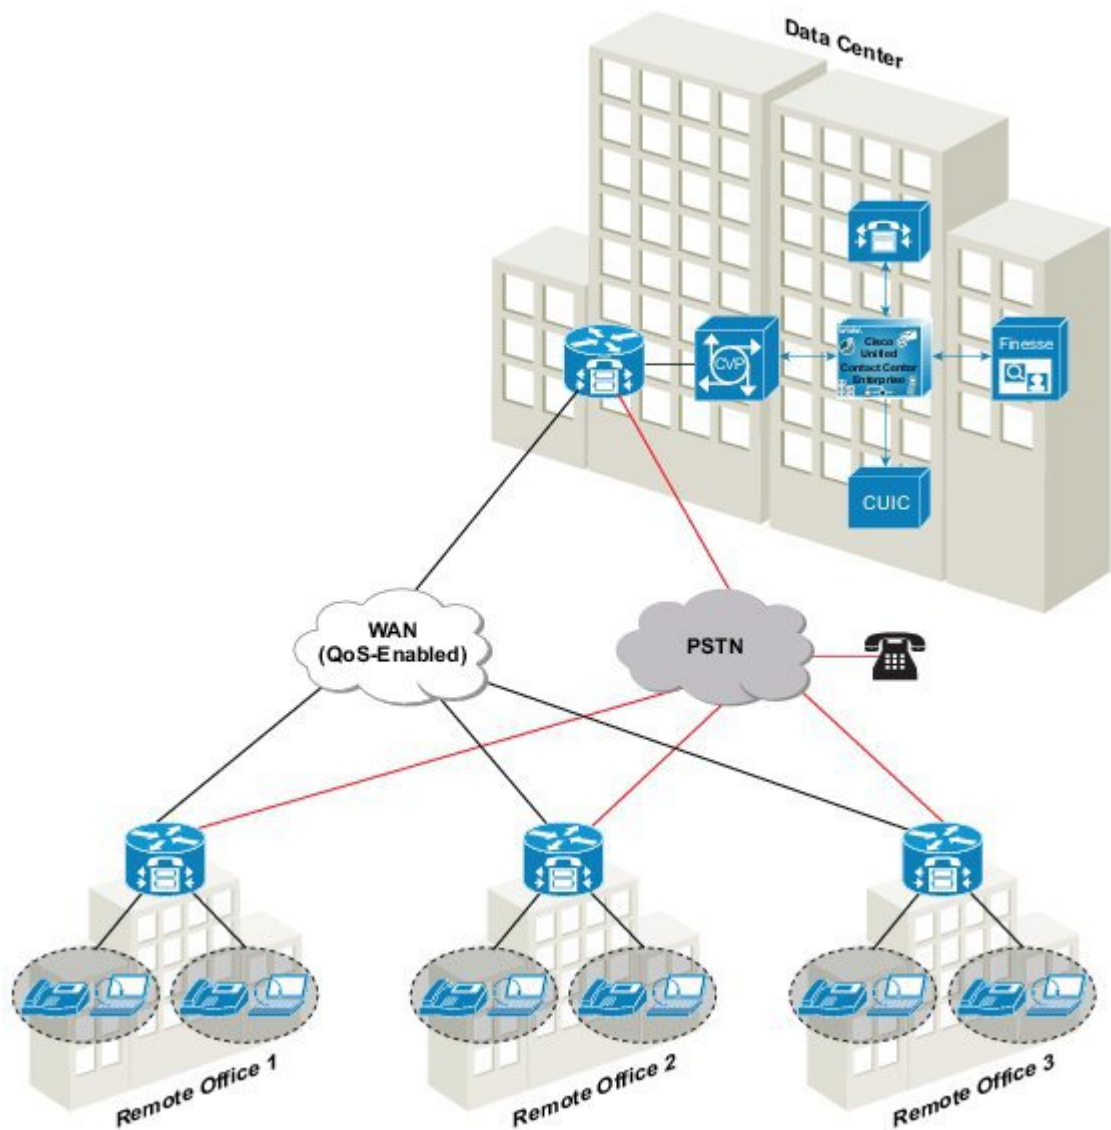 Data Center
CVP
Cisco
Unified
Contact Center
Enterprise
Finesse
CUIC
WAN
(QoS-Enabled)
PSTN
Remote Office 1
Remote Office 2
Remote Office 3